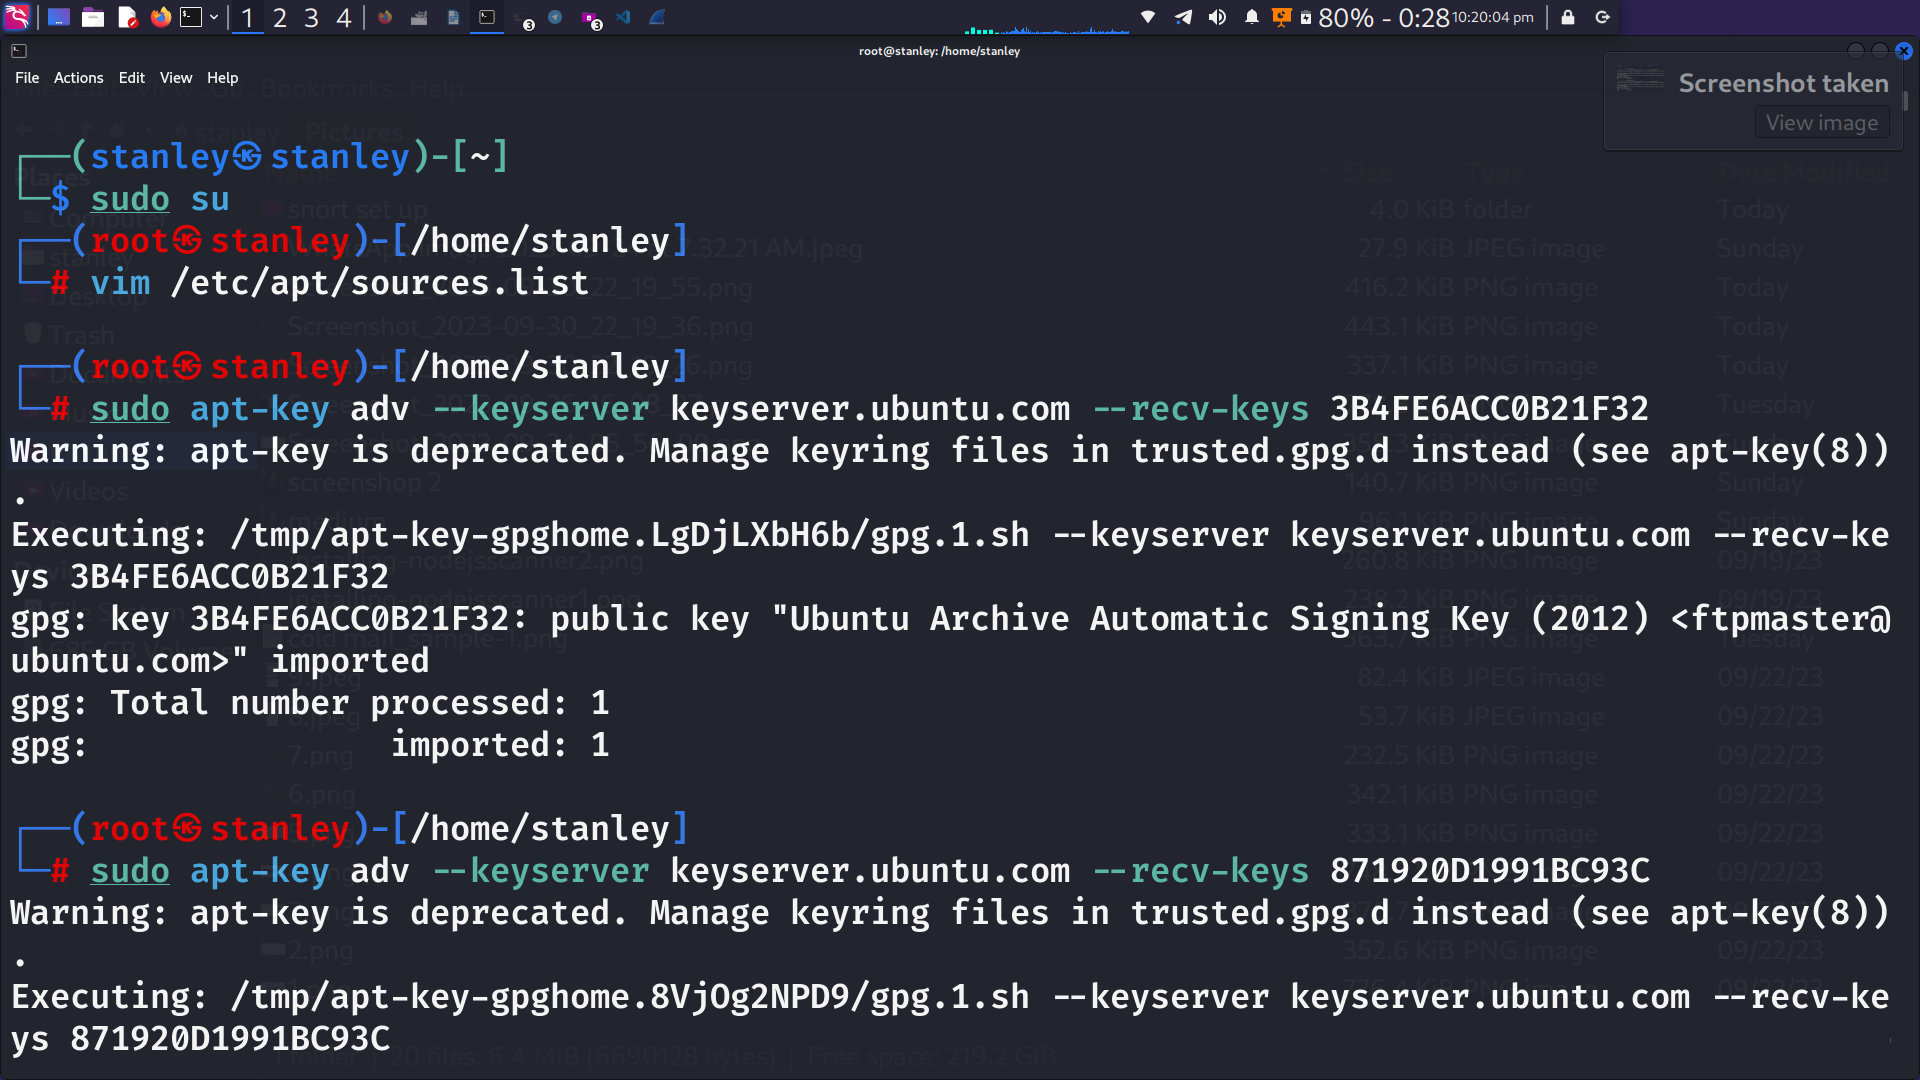 1 2 3 4 3 3 80% - 0:28 10:20:04 pm
root@stanley: /home/stanley
File Actions Edit View Help
Screenshot taken
View image
┌──(stanley㉿stanley)-[~]
└─$ sudo su
┌──(root㉿stanley)-[/home/stanley]
└─# vim /etc/apt/sources.list
┌──(root㉿stanley)-[/home/stanley]
└─# sudo apt-key adv --keyserver keyserver.ubuntu.com --recv-keys 3B4FE6ACC0B21F32
Warning: apt-key is deprecated. Manage keyring files in trusted.gpg.d instead (see apt-key(8))
.
Executing: /tmp/apt-key-gpghome.LgDjLXbH6b/gpg.1.sh --keyserver keyserver.ubuntu.com --recv-ke
ys 3B4FE6ACC0B21F32
gpg: key 3B4FE6ACC0B21F32: public key "Ubuntu Archive Automatic Signing Key (2012) <ftpmaster@
ubuntu.com>" imported
gpg: Total number processed: 1
gpg:               imported: 1
┌──(root㉿stanley)-[/home/stanley]
└─# sudo apt-key adv --keyserver keyserver.ubuntu.com --recv-keys 871920D1991BC93C
Warning: apt-key is deprecated. Manage keyring files in trusted.gpg.d instead (see apt-key(8))
.
Executing: /tmp/apt-key-gpghome.8VjOg2NPD9/gpg.1.sh --keyserver keyserver.ubuntu.com --recv-ke
ys 871920D1991BC93C